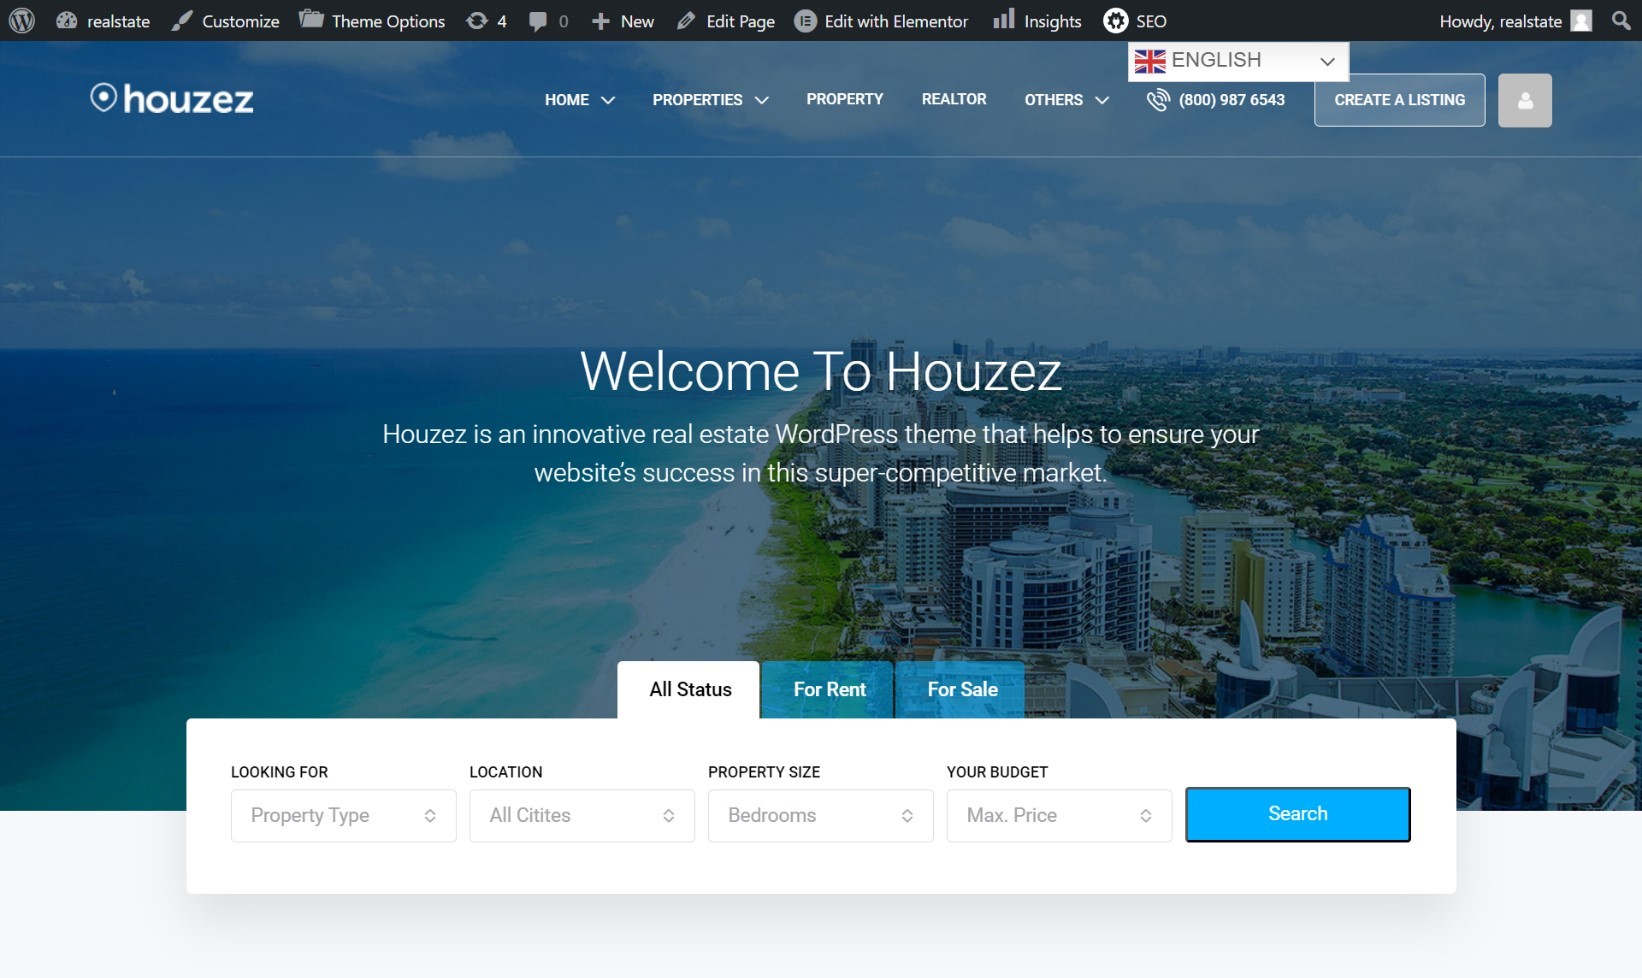 realstate Customize Theme Options 4 0 New Edit Page Edit with Elementor Insights SEO Howdy, realstate
ENGLISH
houzez HOME PROPERTIES PROPERTY REALTOR OTHERS (800) 987 6543 CREATE A LISTING
Welcome To Houzez
Houzez is an innovative real estate WordPress theme that helps to ensure your
website’s success in this super-competitive market.
All Status For Rent For Sale
LOOKING FOR LOCATION PROPERTY SIZE YOUR BUDGET
Property Type All Citites Bedrooms Max. Price Search